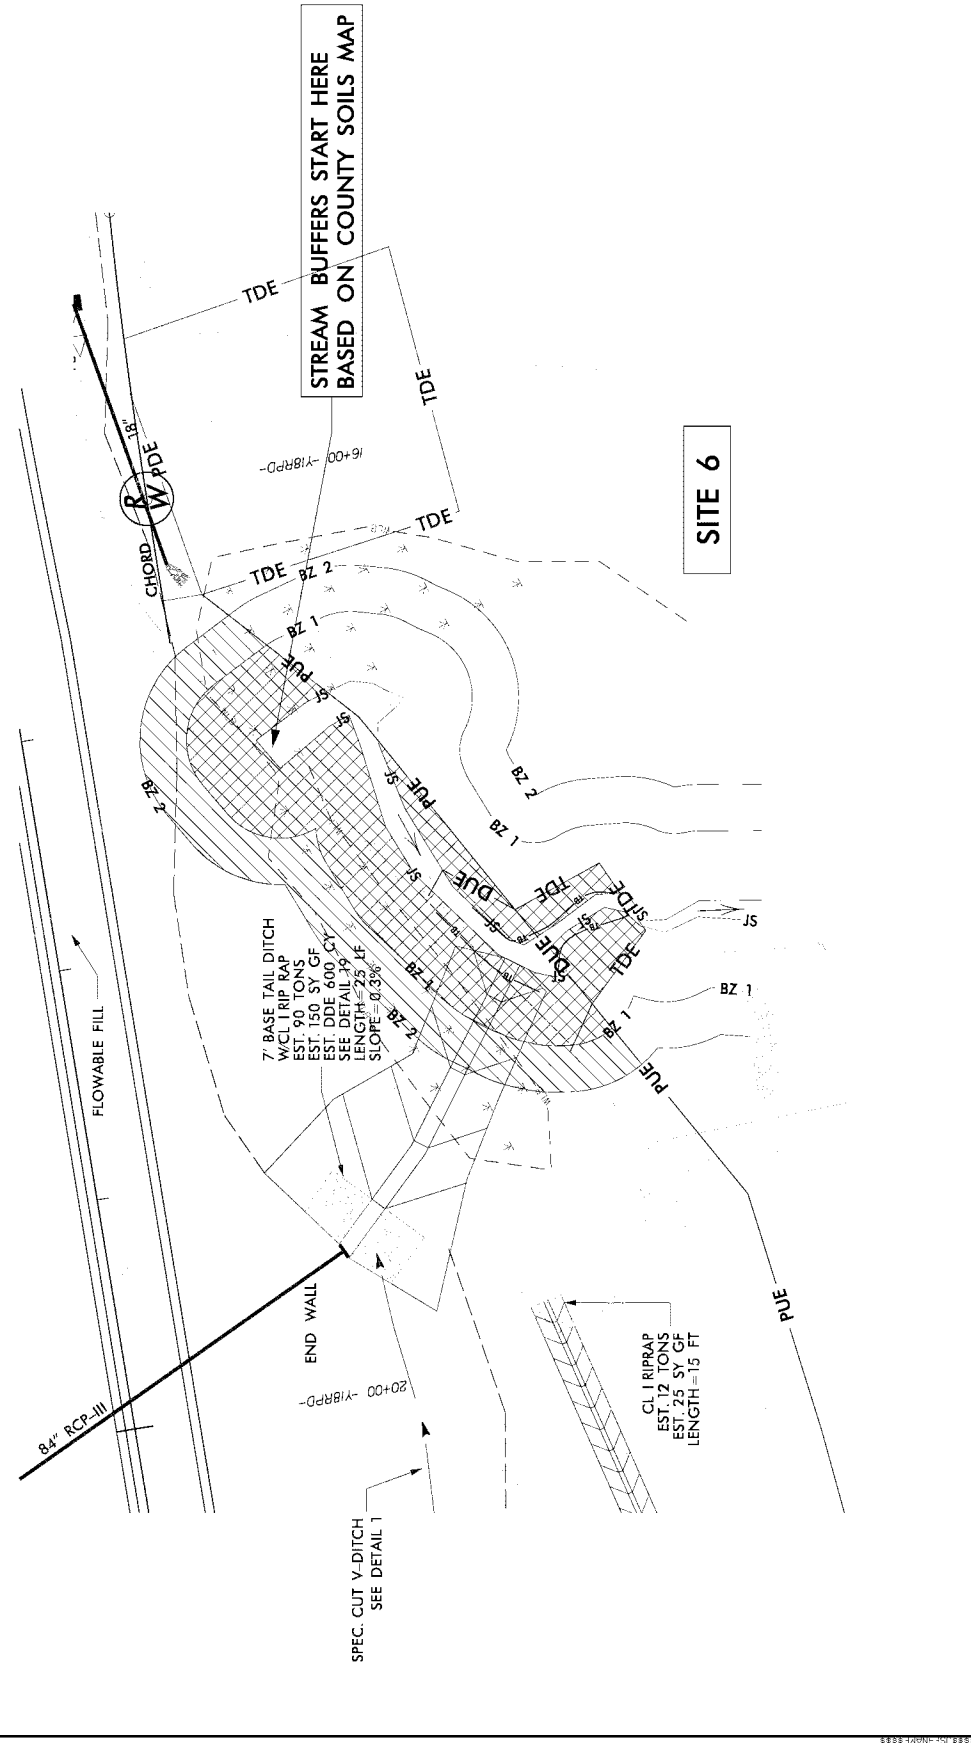 STREAM BUFFERS START HERE
BASED ON COUNTY SOILS MAP
TDE
TDE
TDE
TDE
18"
PDE
R
W
CHORD
16+00 -Y18RPD-
SITE 6
BZ 2
BZ 1
PUE
JS
JS
JS
JS
PUE
BZ 2
BZ 2
BZ 1
DUE
TDE
TDE
DUE
TDE
JS
BZ 1
BZ 1
BZ 1
BZ 2
PUE
FLOWABLE FILL
7' BASE TAIL DITCH
W/CL I RIP RAP
EST. 90 TONS
EST. 150 SY GF
EST. DDE 600 CY
SEE DETAIL 19
LENGTH=25 LF
SLOPE=0.3%
END WALL
84" RCP-III
20+00 -Y18RPD-
CL I RIPRAP
EST. 12 TONS
EST. 25 SY GF
LENGTH=15 FT
PUE
SPEC. CUT V-DITCH
SEE DETAIL 1